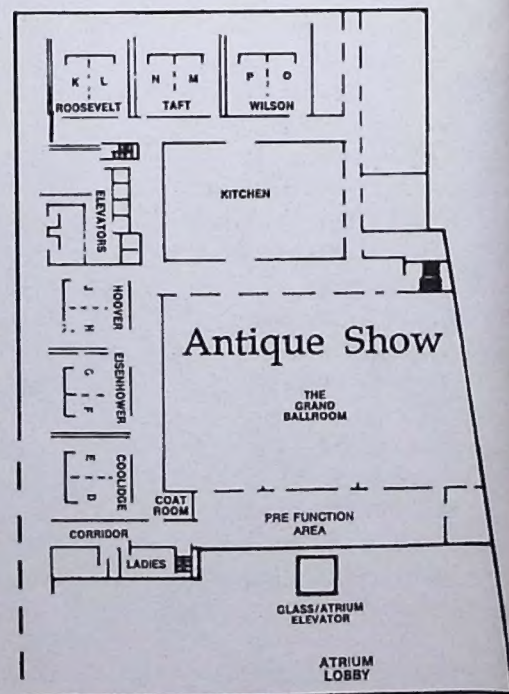 K L
N M
P O
ROOSEVELT
TAFT
WILSON
KITCHEN
ELEVATORS
J
H
HOOVER
Antique Show
G
F
EISENHOWER
THE
GRAND
BALLROOM
E
D
COOLIDGE
COAT
ROOM
PRE FUNCTION
AREA
CORRIDOR
LADIES
GLASS/ATRIUM
ELEVATOR
ATRIUM
LOBBY